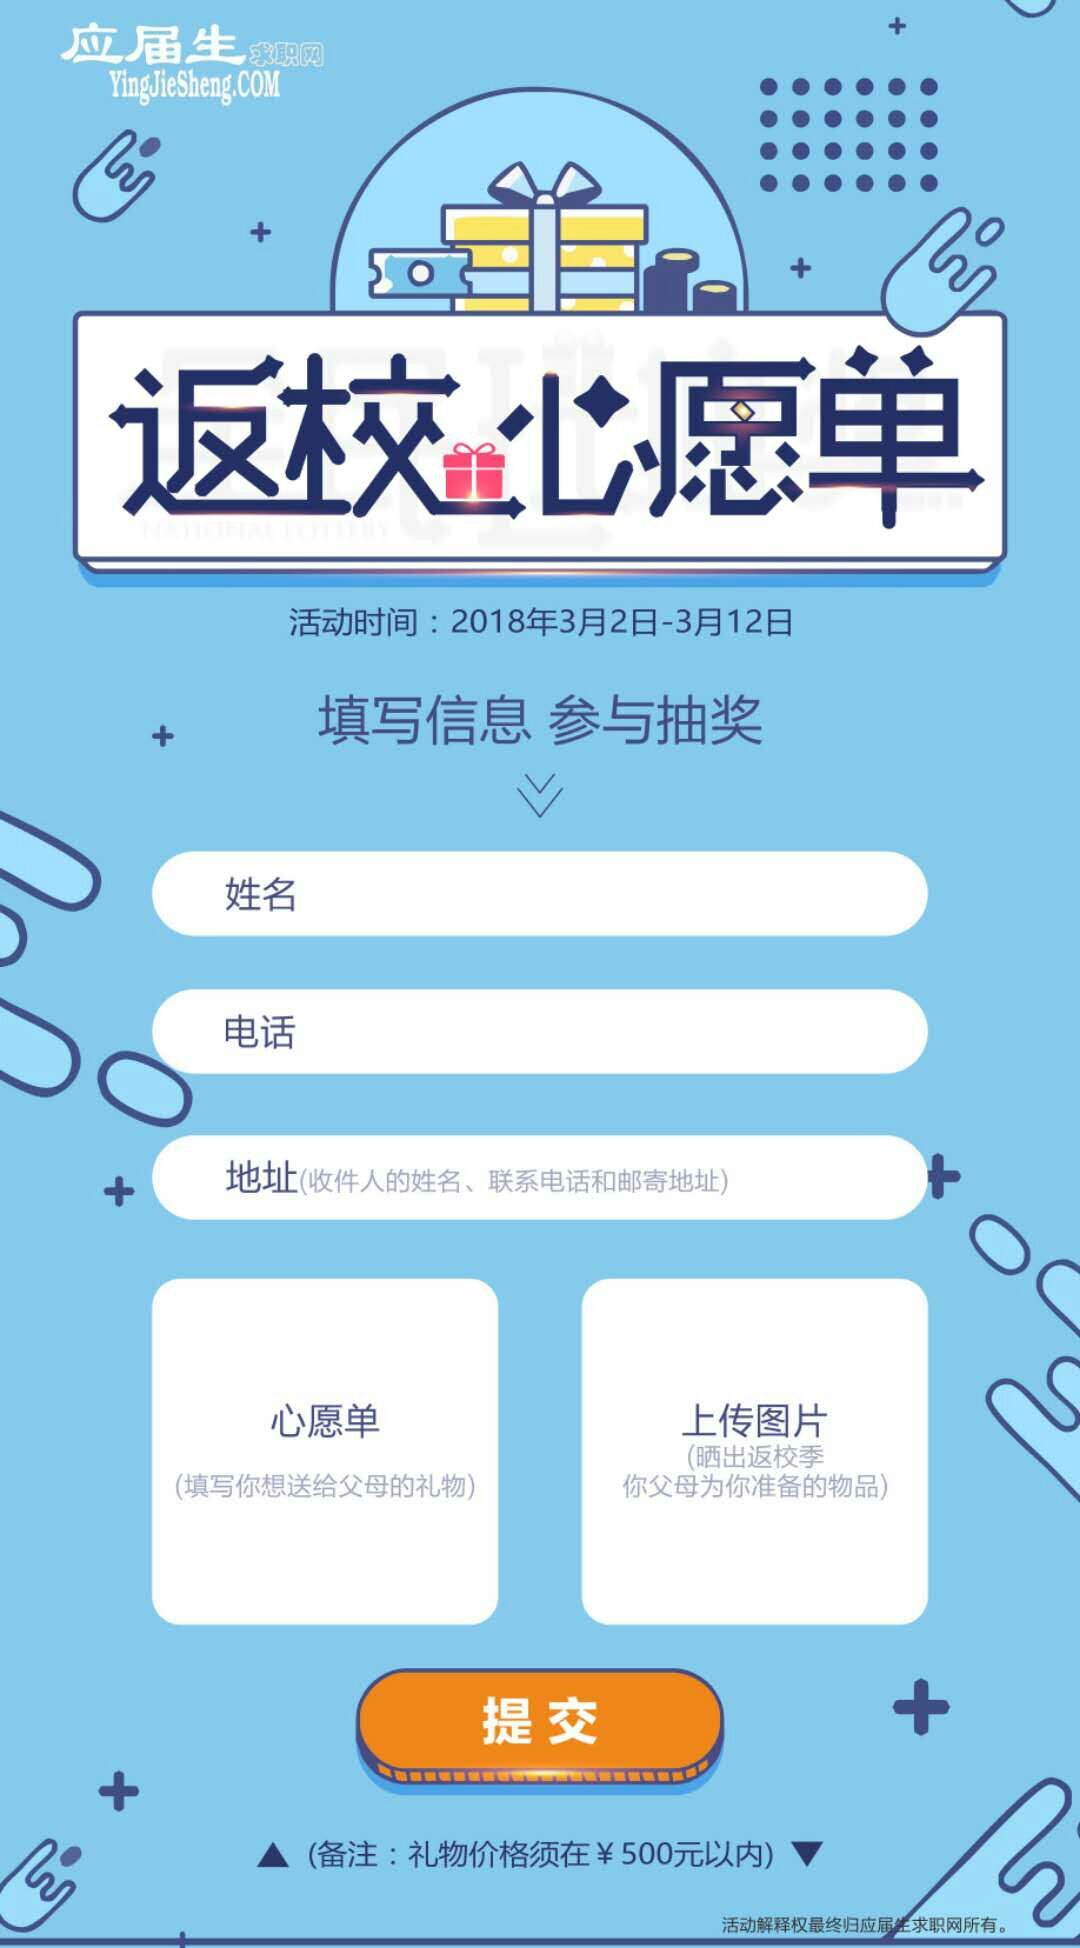 应届生求职网
YingJieSheng.COM
返校心愿单
活动时间：2018年3月2日-3月12日
填写信息 参与抽奖
姓名
电话
地址(收件人的姓名、联系电话和邮寄地址)
心愿单
(填写你想送给父母的礼物)
上传图片
(晒出返校季
你父母为你准备的物品)
提交
▲ (备注：礼物价格须在￥500元以内) ▼
活动解释权最终归应届生求职网所有。